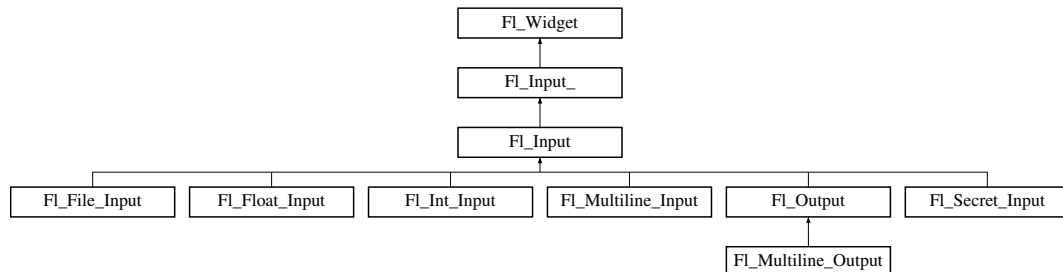 Fl_Widget
Fl_Input_
Fl_Input
Fl_File_Input
Fl_Float_Input
Fl_Int_Input
Fl_Multiline_Input
Fl_Output
Fl_Secret_Input
Fl_Multiline_Output